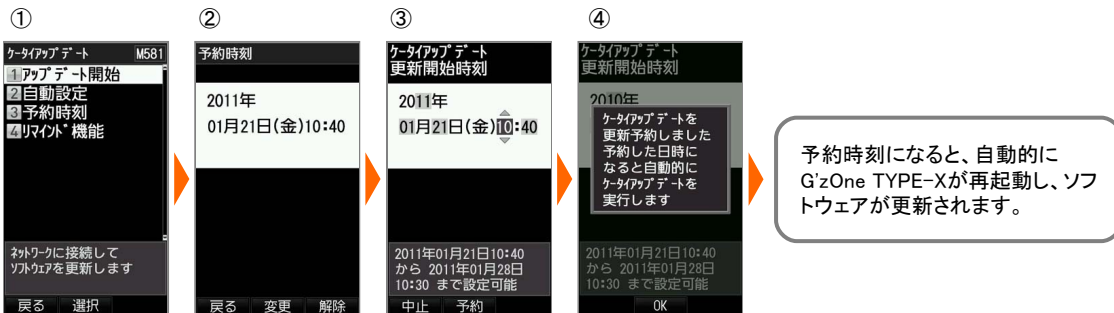 ①
ｹｰﾀｲｱｯﾌﾟﾃﾞｰﾄ M581
1 ｱｯﾌﾟﾃﾞｰﾄ開始
2 自動設定
3 予約時刻
4 ﾘﾏｲﾝﾄﾞ機能
ﾈｯﾄﾜｰｸに接続して
ｿﾌﾄｳｪｱを更新します
戻る 選択
②
予約時刻
2011年
01月21日(金)10:40
戻る 変更 解除
③
ｹｰﾀｲｱｯﾌﾟﾃﾞｰﾄ
更新開始時刻
2011年
01月21日(金)10:40
2011年01月21日10:40
から 2011年01月28日
10:30 まで設定可能
中止 予約
④
ｹｰﾀｲｱｯﾌﾟﾃﾞｰﾄ
更新開始時刻
2010年
ｹｰﾀｲｱｯﾌﾟﾃﾞｰﾄを
更新予約しました
予約した日時に
なると自動的に
ｹｰﾀｲｱｯﾌﾟﾃﾞｰﾄを
実行します
2011年01月21日10:40
から 2011年01月28日
10:30 まで設定可能
OK
予約時刻になると、自動的に
G'zOne TYPE-Xが再起動し、ソフ
トウェアが更新されます。